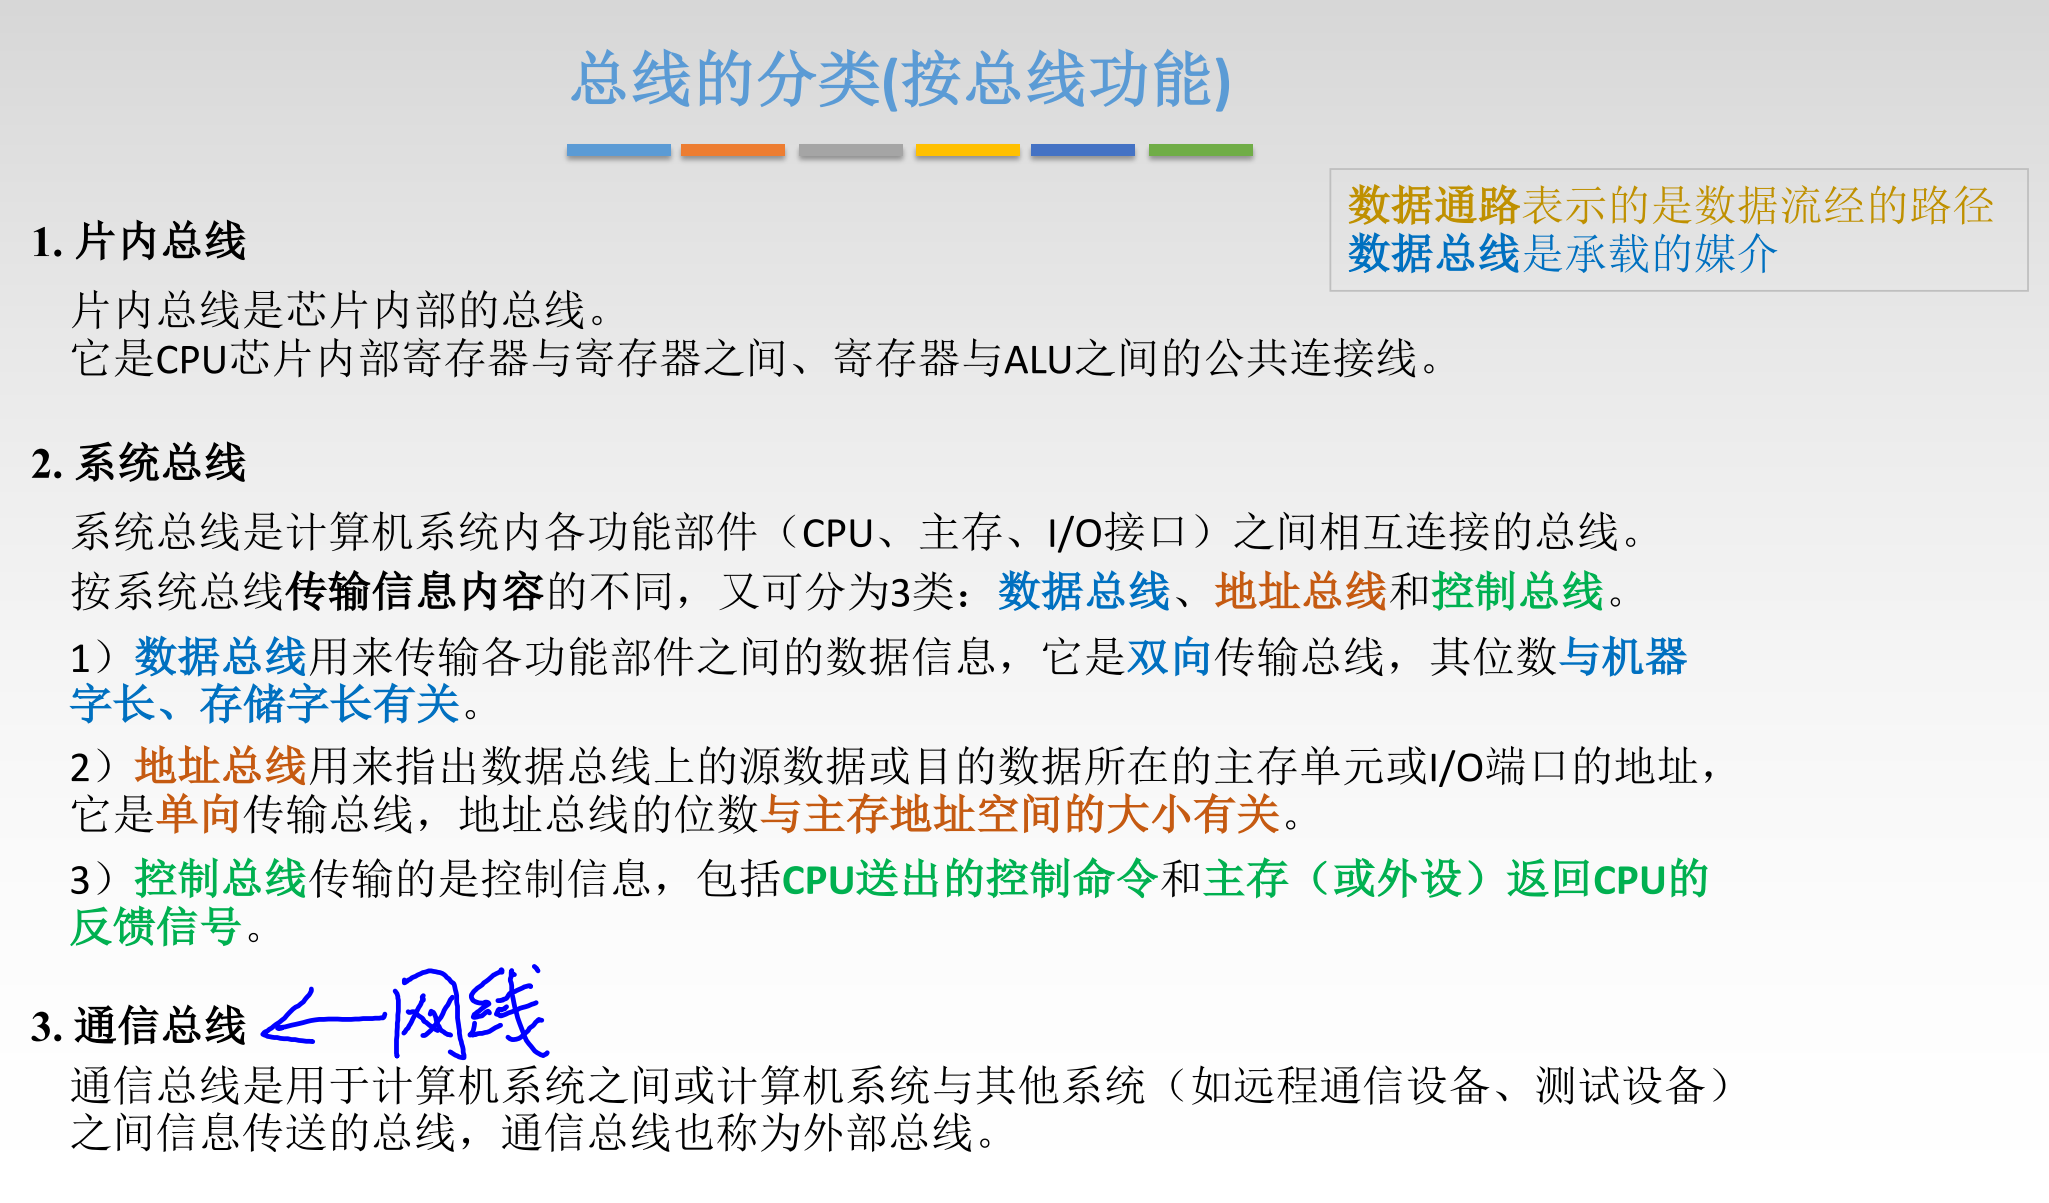 总线的分类(按总线功能)
数据通路表示的是数据流经的路径
数据总线是承载的媒介
1. 片内总线
片内总线是芯片内部的总线。
它是CPU芯片内部寄存器与寄存器之间、寄存器与ALU之间的公共连接线。
2. 系统总线
系统总线是计算机系统内各功能部件（CPU、主存、I/O接口）之间相互连接的总线。
按系统总线传输信息内容的不同，又可分为3类：数据总线、地址总线和控制总线。
1）数据总线用来传输各功能部件之间的数据信息，它是双向传输总线，其位数与机器
字长、存储字长有关。
2）地址总线用来指出数据总线上的源数据或目的数据所在的主存单元或I/O端口的地址，
它是单向传输总线，地址总线的位数与主存地址空间的大小有关。
3）控制总线传输的是控制信息，包括CPU送出的控制命令和主存（或外设）返回CPU的
反馈信号。
3. 通信总线 ← 网线
通信总线是用于计算机系统之间或计算机系统与其他系统（如远程通信设备、测试设备）
之间信息传送的总线，通信总线也称为外部总线。